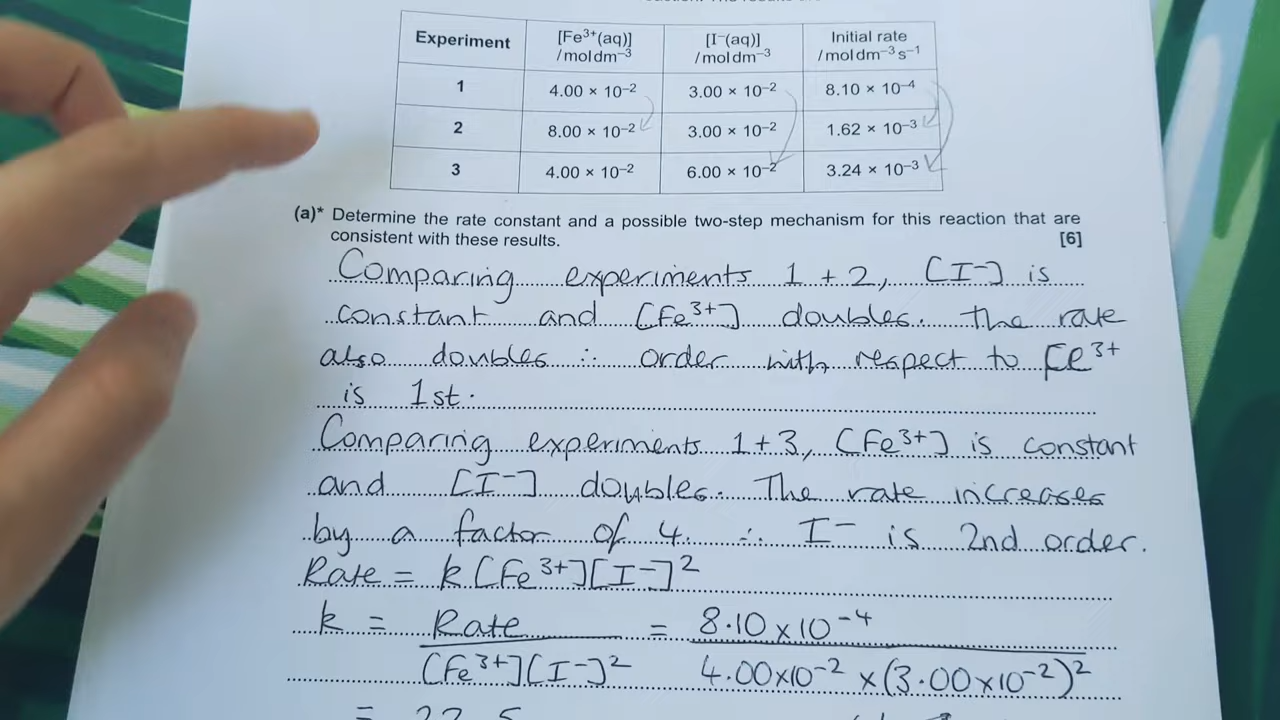 Experiment [Fe³⁺(aq)] /mol dm⁻³ [I⁻(aq)] /mol dm⁻³ Initial rate /mol dm⁻³ s⁻¹
1 4.00 × 10⁻² 3.00 × 10⁻² 8.10 × 10⁻⁴
2 8.00 × 10⁻² 3.00 × 10⁻² 1.62 × 10⁻³
3 4.00 × 10⁻² 6.00 × 10⁻² 3.24 × 10⁻³
(a)* Determine the rate constant and a possible two-step mechanism for this reaction that are
consistent with these results. [6]
Comparing experiments 1 + 2, [I⁻] is
constant and [Fe³⁺] doubles. The rate
also doubles ∴ order with respect to Fe³⁺
is 1st.
Comparing experiments 1+3, [Fe³⁺] is constant
and [I⁻] doubles. The rate increases
by a factor of 4 ∴ I⁻ is 2nd order.
Rate = k[Fe³⁺][I⁻]²
k = Rate = 8.10 × 10⁻⁴
[Fe³⁺][I⁻]² 4.00×10⁻² × (3.00×10⁻²)²
= 22.5